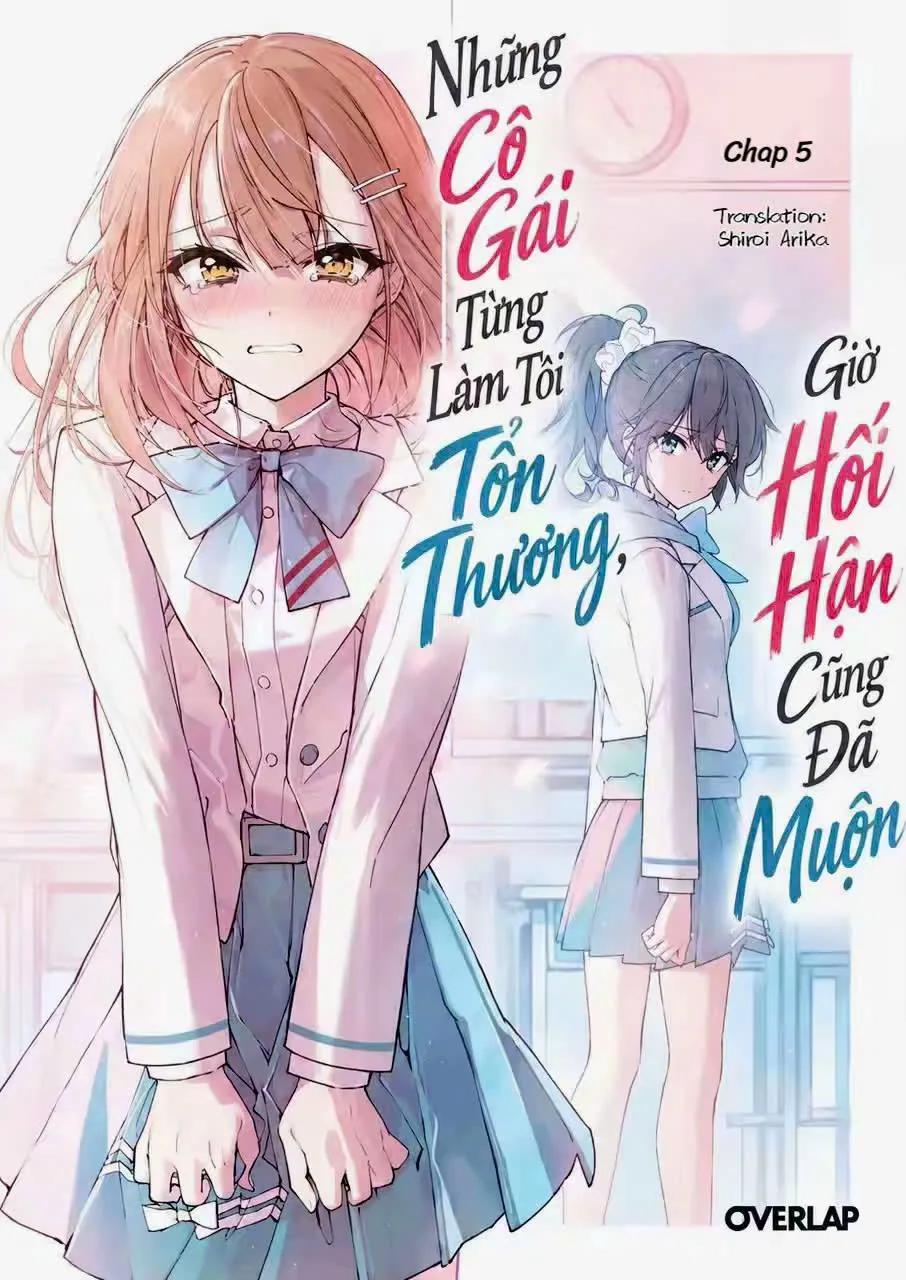 Những
Cô
Gái
Từng
Làm Tôi
Tổn
Thương,
Giờ
Hối
Hận
Cũng
Đã
Muộn
Chap 5
Translation:
Shiroi Arika
OVERLAP